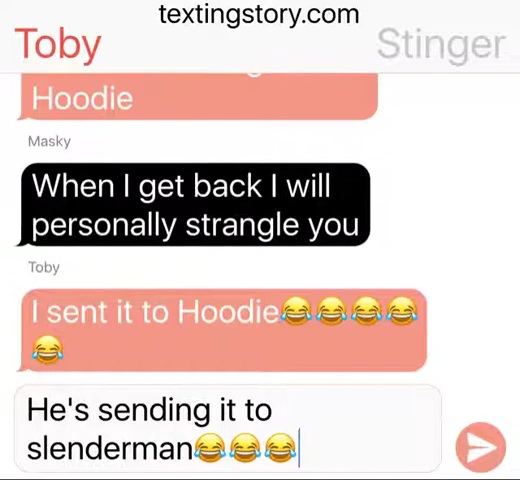 textingstory.com
Toby Stinger
Hoodie
Masky
When I get back I will
personally strangle you
Toby
I sent it to Hoodie😂😂😂😂
😂
He's sending it to
slenderman😂😂😂